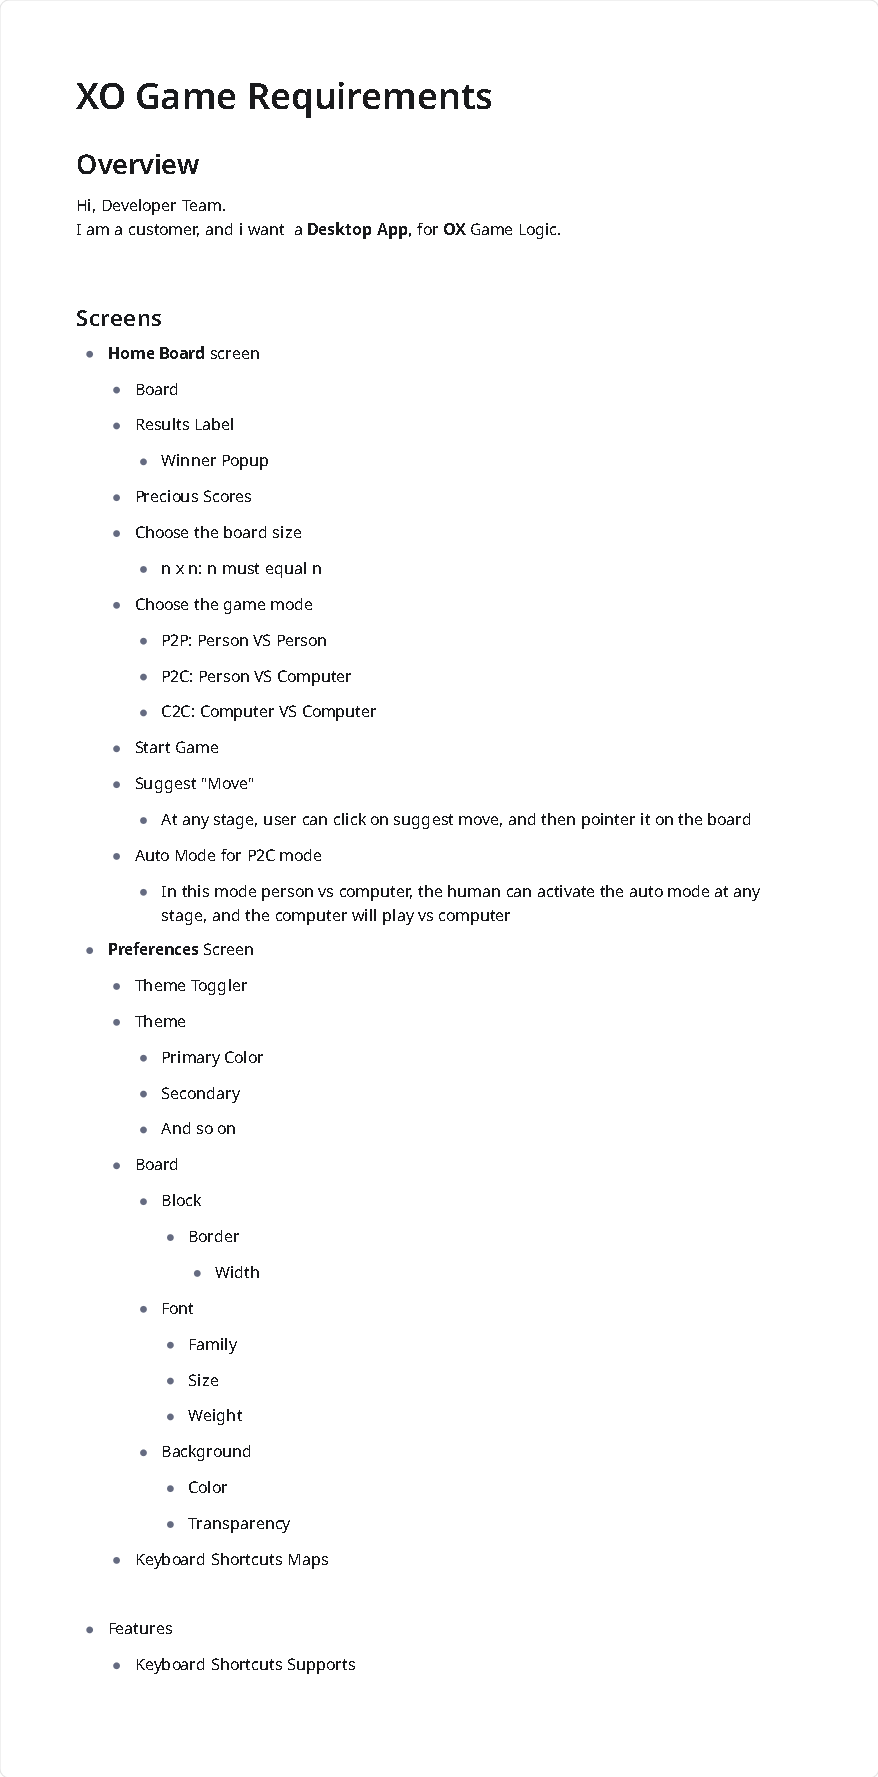 XO Game Requirements
Overview
Hi, Developer Team.
I am a customer, and i want a Desktop App, for OX Game Logic.
Screens
Home Board screen
Board
Results Label
Winner Popup
Precious Scores
Choose the board size
n x n: n must equal n
Choose the game mode
P2P: Person VS Person
P2C: Person VS Computer
C2C: Computer VS Computer
Start Game
Suggest "Move"
At any stage, user can click on suggest move, and then pointer it on the board
Auto Mode for P2C mode
In this mode person vs computer, the human can activate the auto mode at any
stage, and the computer will play vs computer
Preferences Screen
Theme Toggler
Theme
Primary Color
Secondary
And so on
Board
Block
Border
Width
Font
Family
Size
Weight
Background
Color
Transparency
Keyboard Shortcuts Maps
Features
Keyboard Shortcuts Supports